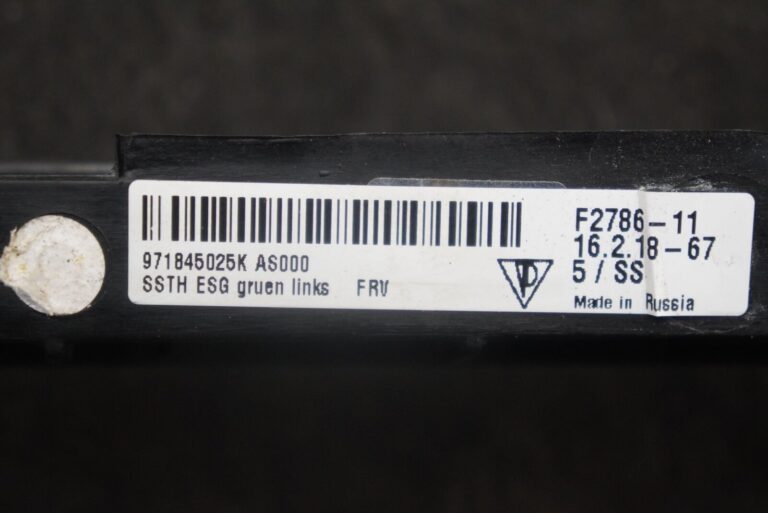 971845025K AS000
SSTH ESG gruen links FRV
F2786-11
16.2.18-67
5/SS
Made in Russia